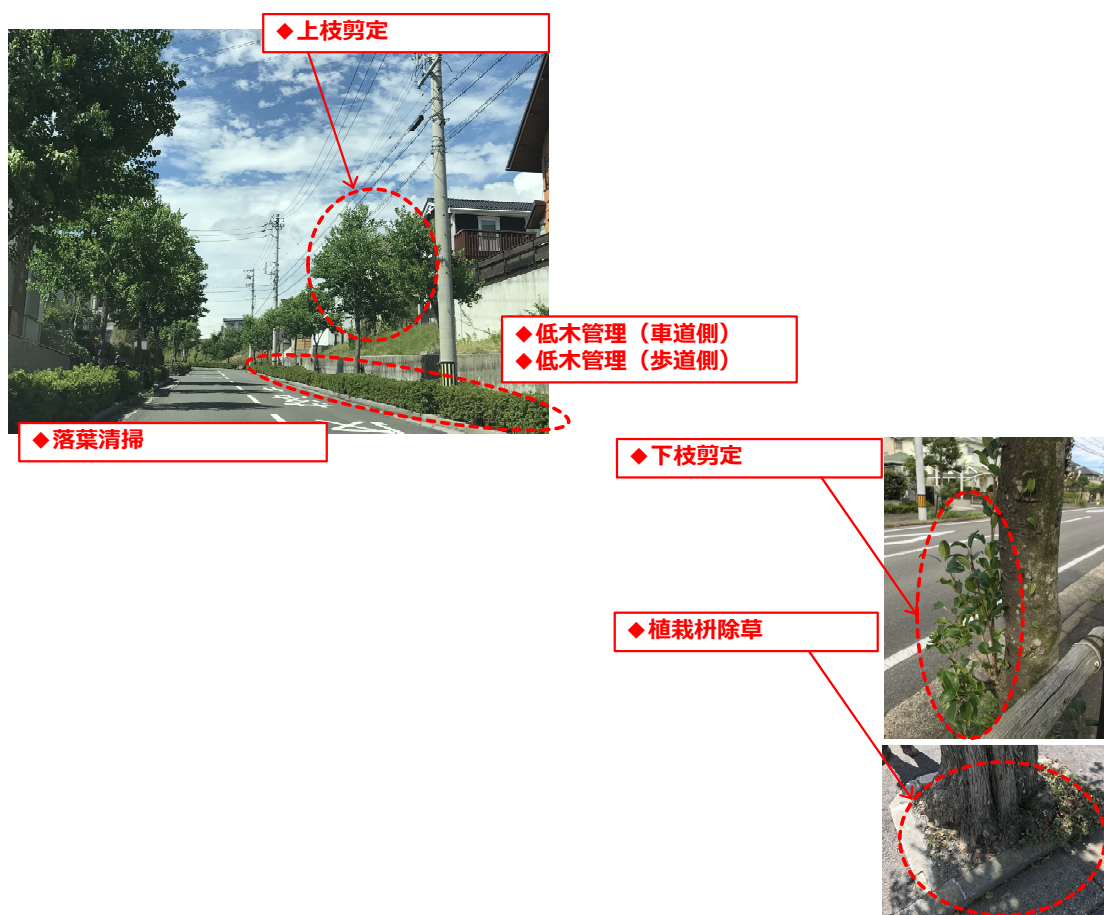 ◆上枝剪定
◆低木管理（車道側）
◆低木管理（歩道側）
◆落葉清掃
◆下枝剪定
◆植栽枡除草